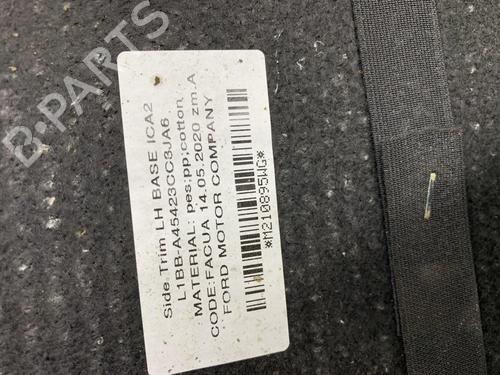 Side Trim LH BASE ICA2
L1BB-A45423CC3JA6
MATERIAL: pes;pp;cotton
CODE:FACUA 14.05.2020 zm.A
FORD MOTOR COMPANY
*M210895WG*
B-PARTS